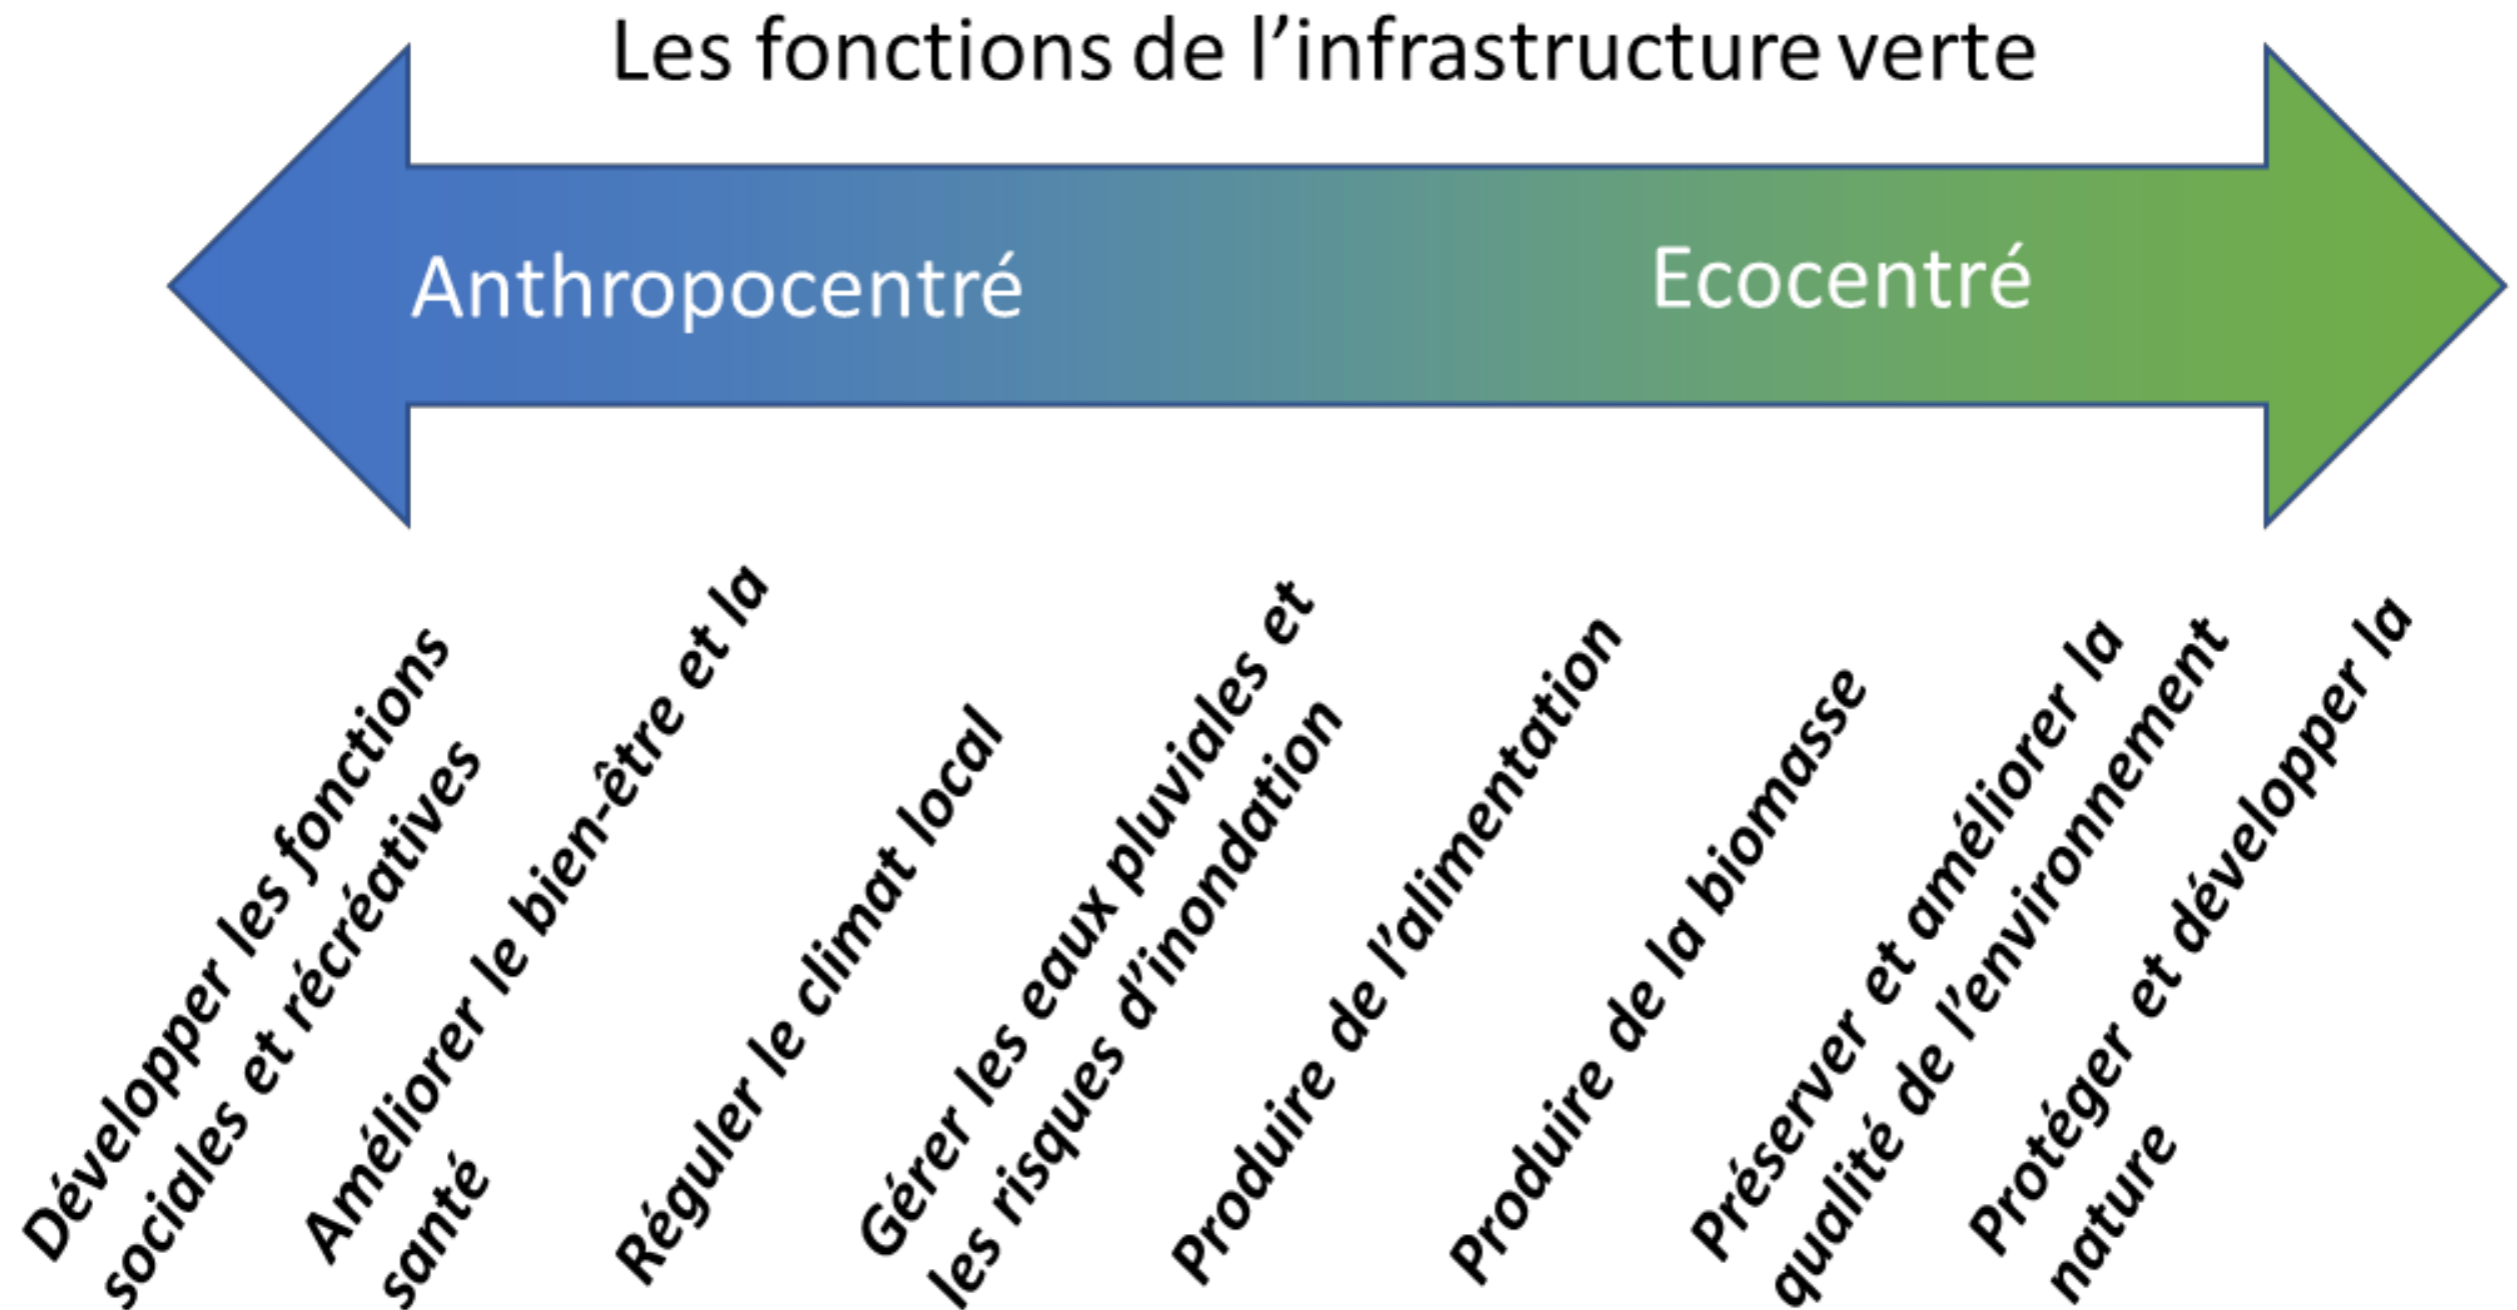 Les fonctions de l’infrastructure verte
Anthropocentré
Ecocentré
Développer les fonctions
sociales et récréatives
Améliorer le bien-être et la
santé
Réguler le climat local
Gérer les eaux pluviales et
les risques d’inondation
Produire de l’alimentation
Produire de la biomasse
Préserver et améliorer la
qualité de l’environnement
Protéger et développer la
nature